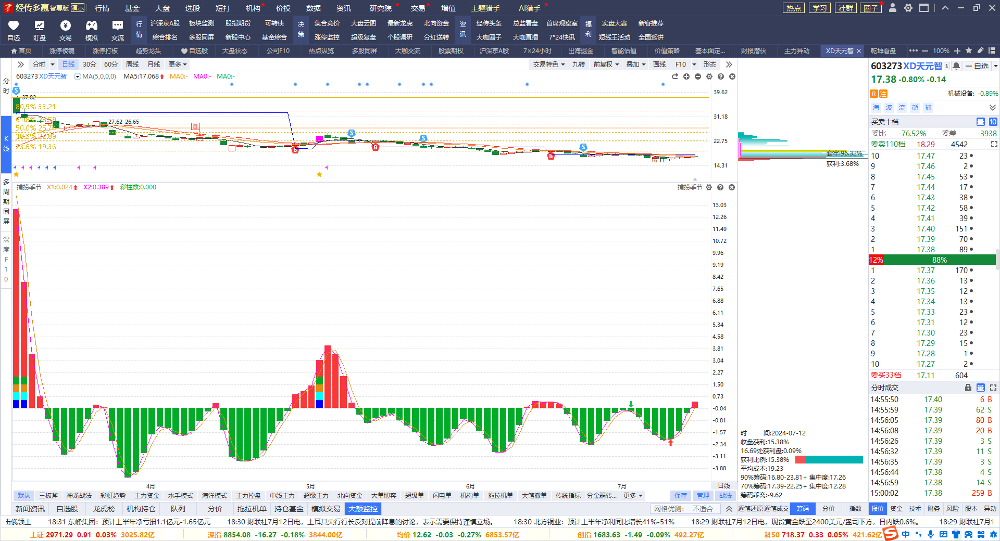 经传多赢 智尊版 演示 行情 基金 大盘 选股 短打 机构 价投 数据 资讯 研究院 交易 增值 主题猎手 AI猎手 热点 学习 社群 圈子
自选 盯盘 交易 模拟 交流
行情 沪深京A股 板块监测 股指期货 可转债 决策 集合竞价 大盘云图 最新龙虎 北向资金 资讯 经传头条 总监看盘 首席观察室 福利 实盘大赛 新客推荐
综合排名 多股同屏 新股中心 基金综合 涨停监控 超级复盘 个股调研 分红送转 大咖圈子 大咖直播 7*24快讯 短线王活动 全国巡讲
首页 涨停棱镜 涨停打板 趋势龙头 自选股 大盘状态 公司F10 热点纵览 多股同屏 大咖交流 股票期权 沪深京A股 7×24小时 出海掘金 智能估值 价值策略 基本面定... 财报潜伏 主力异动 XD天元智 乾坤看盘 100%
分时 日线 30分 60分 周线 月线 更多 交易特色 九转 前复权 叠加 画线 F10 形态
603273 XD天元智 MA(5,0,0,0) MA5:17.068 MA0:- MA0:- MA0:-
分时
K线
多周期同屏
深度F10
37.82
80.9% 33.21
61.8% 28.59
50.0% 25.74
38.2% 22.89
23.6% 19.36
27.62-26.65
16.11
S
S
S
S
B
B
B
39.62
31.18
22.75
14.31
捕捞季节 X1:0.024 X2:0.389 彩柱数:0.000 捕捞季节
13.03
12.26
11.49
10.72
9.96
9.19
8.42
7.65
6.88
6.11
5.34
4.58
3.81
3.04
2.27
1.50
0.73
-0.04
-0.81
-1.57
-2.34
-3.11
-3.88
4月 5月 6月 7月 日线
默认 三板斧 神龙战法 彩虹趋势 主力资金 水手模式 海洋模式 主力控盘 中线主力 超级主力 北向资金 大单博弈 超级单 闪电单 机构单 拖拉机单 大笔撤单 传统指标 分金弱转... 更多 保存 管理 战法
新闻资讯 自选股 龙虎榜 机构持仓 队列 分价 拖拉机单 持仓基金 模拟交易 大额监控 网格优测: 不适合
套牢:96.32%
获利:3.68%
时 间:2024-07-12
收盘获利:15.38%
16.69处获利盘:0.09%
获利比例:15.38%
平均成本:19.23
90%筹码:16.80-23.81+ 集中度:17.26
70%筹码:17.39-22.25+ 集中度:12.28
筹码乖离:-9.62
逐笔还原 逐笔成交 筹码 分价 指数
603273 XD天元智 自选
17.38 -0.80% -0.14
R 注 机械设备: -0.89%
海 波 流 熊 捕
买卖十档 量 10
委比 -76.52% 委差 -3938
委卖110档 18.29 4542
10 17.47 23
9 17.46 2
8 17.45 53
7 17.44 17
6 17.43 38
5 17.42 58
4 17.41 39
3 17.40 151
2 17.39 70
1 17.38 89
12% 88%
1 17.37 170
2 17.36 13
3 17.35 12
4 17.34 13
5 17.33 23
6 17.31 12
7 17.30 23
8 17.29 15
9 17.28 1
10 17.27 2
委买33档 17.11 604
分时成交 量
14:55:50 17.40 6 B
14:55:59 17.39 62 S
14:56:05 17.39 80 B
14:56:08 17.39 20 B
14:56:26 17.39 3 S
14:56:32 17.39 11 S
14:56:35 17.39 3 S
14:56:44 17.38 4 S
14:56:59 17.38 14 S
15:00:02 17.38 259 B
报价 资金 技术 财务 风险 股本 异动
击俄领土 18:31 东峰集团：预计上半年净亏损1.1亿元-1.65亿元 18:30 财联社7月12日电，土耳其央行行长反对提前降息的讨论，表示需要保持谨慎立场。 18:30 北方铜业：预计上半年净利同比增长41%-51% 18:29 财联社7月12日电，现货黄金跌至2400美元/盎司下方，日内跌0.6%。 18:29 财联社7月1
上证 2971.29 0.91 0.03% 3025.82亿 深指 8854.08 -16.27 -0.18% 3844.00亿 均价 12.62 -0.03 -0.27% 6853.57亿 创指 1683.63 -1.49 -0.09% 492.27亿 科50 718.37 0.33 0.05% 421.62亿 中